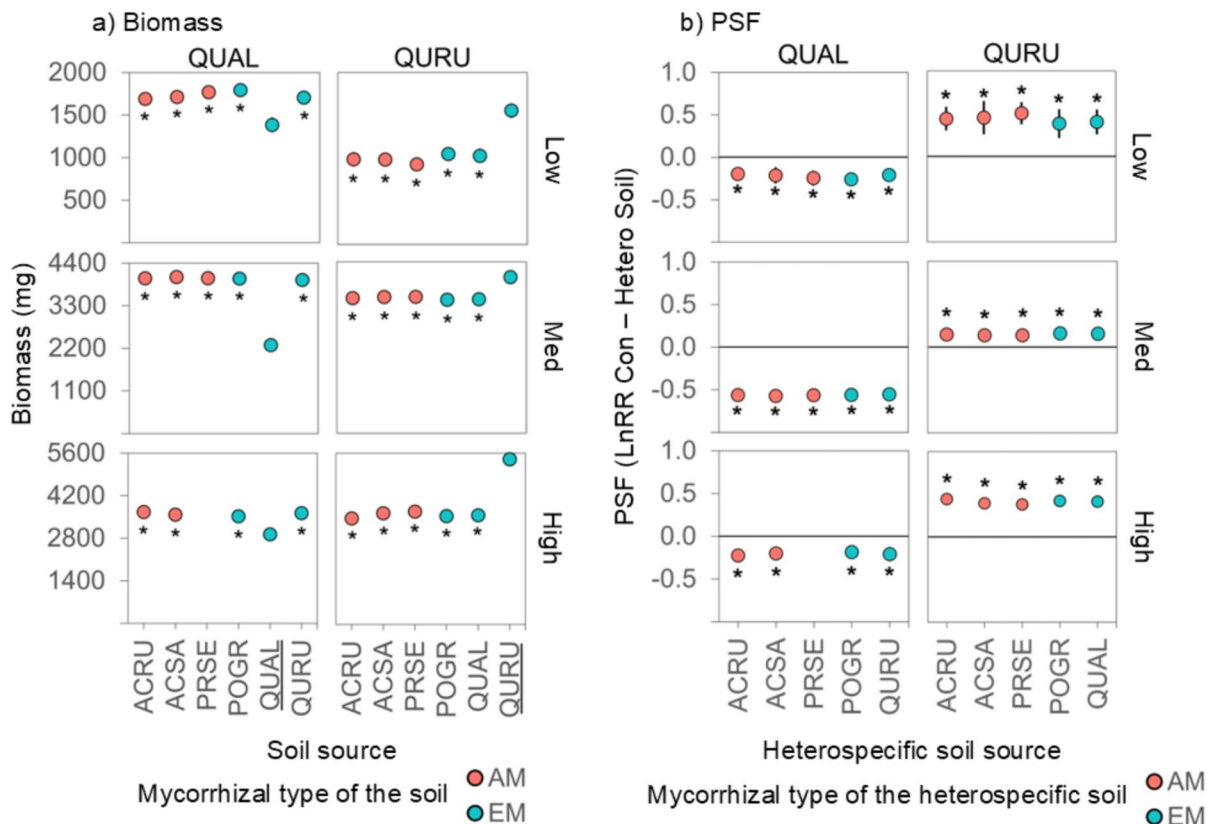 a) Biomass
QUAL
QURU
2000
1500
1000
500
* * * * *
* * * * *
Low
4400
3300
2200
1100
* * * * *
* * * * *
Med
5600
4200
2800
1400
* * * *
* * * * *
High
Biomass (mg)
ACRU
ACSA
PRSE
POGR
QUAL
QURU
ACRU
ACSA
PRSE
POGR
QUAL
QURU
Soil source
Mycorrhizal type of the soil
AM
EM
b) PSF
QUAL
QURU
1.0
0.5
0.0
-0.5
* * * * *
* * * * *
Low
1.0
0.5
0.0
-0.5
* * * * *
* * * * *
Med
1.0
0.5
0.0
-0.5
* * * *
* * * * *
High
PSF (LnRR Con – Hetero Soil)
ACRU
ACSA
PRSE
POGR
QURU
ACRU
ACSA
PRSE
POGR
QUAL
Heterospecific soil source
Mycorrhizal type of the heterospecific soil
AM
EM